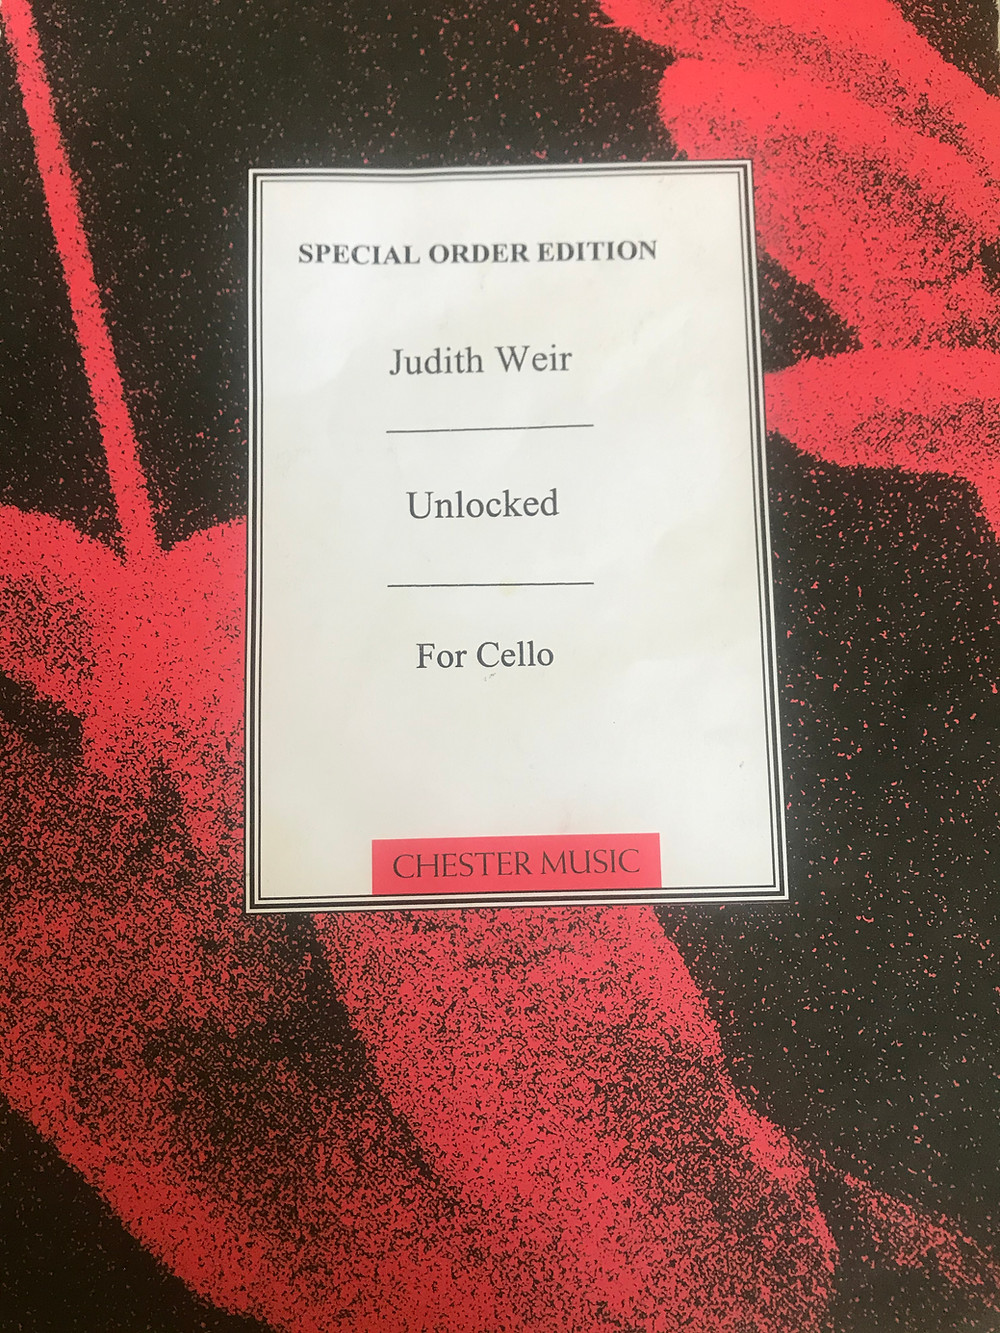 SPECIAL ORDER EDITION
Judith Weir
Unlocked
For Cello
CHESTER MUSIC